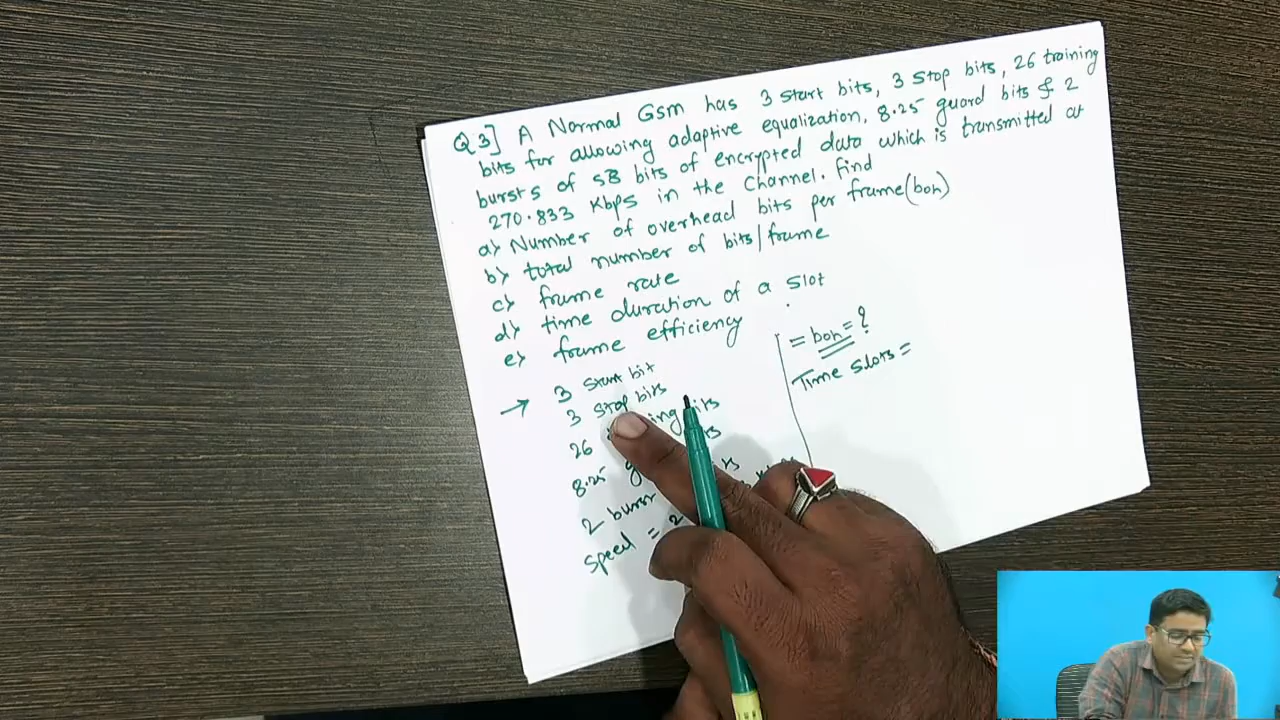 Q3] A Normal Gsm has 3 start bits, 3 stop bits, 26 training
bits for allowing adaptive equalization, 8.25 guard bits & 2
bursts of 58 bits of encrypted data which is transmitted at
270.833 Kbps in the channel. Find
a) Number of overhead bits per frame (boh)
b) total number of bits/frame
c) frame rate
d) time duration of a slot
e) frame efficiency
→ 3 start bit
3 stop bits
26
8.25
2 burst
speed = 2
= boh = ?
Time slots =